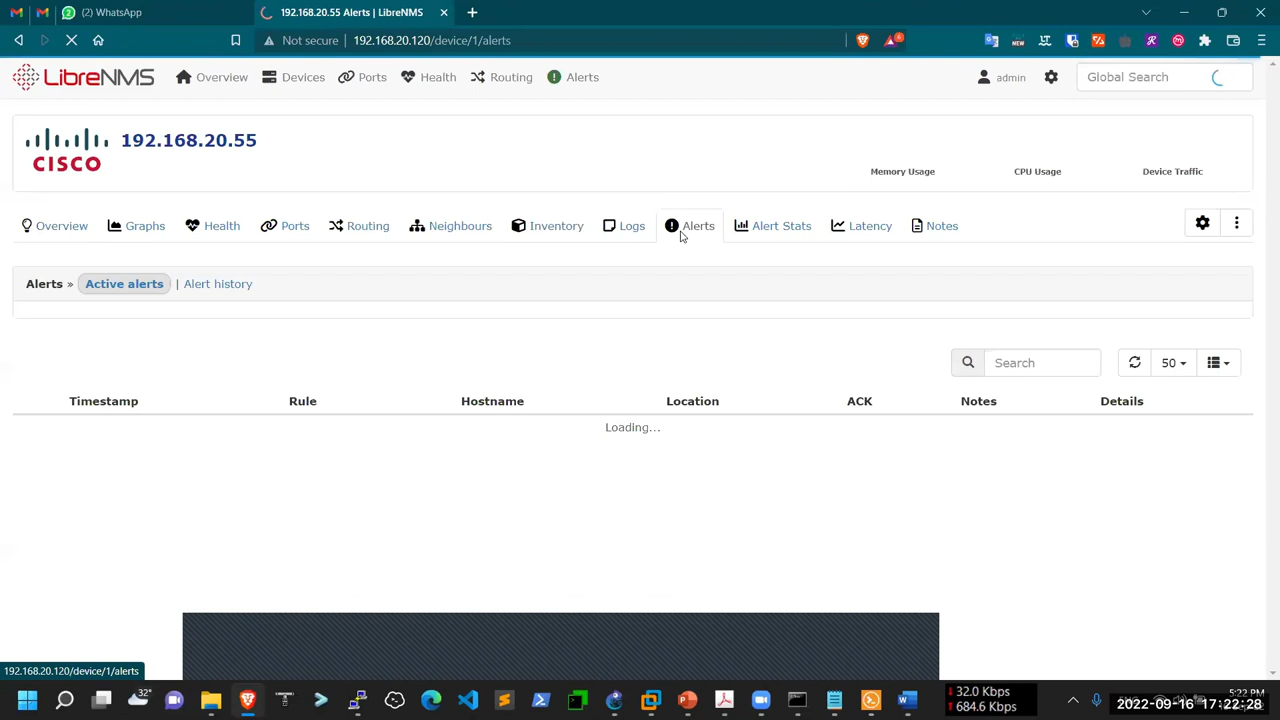 (2) WhatsApp
192.168.20.55 Alerts | LibreNMS
Not secure
192.168.20.120/device/1/alerts
LibreNMS
Overview
Devices
Ports
Health
Routing
Alerts
admin
Global Search
CISCO
192.168.20.55
Memory Usage
CPU Usage
Device Traffic
Overview
Graphs
Health
Ports
Routing
Neighbours
Inventory
Logs
Alerts
Alert Stats
Latency
Notes
Alerts » Active alerts | Alert history
Search
50
Timestamp
Rule
Hostname
Location
ACK
Notes
Details
Loading...
192.168.20.120/device/1/alerts
32°
32.0 Kbps
684.6 Kbps
5:22 PM
2022-09-16 17:22:28